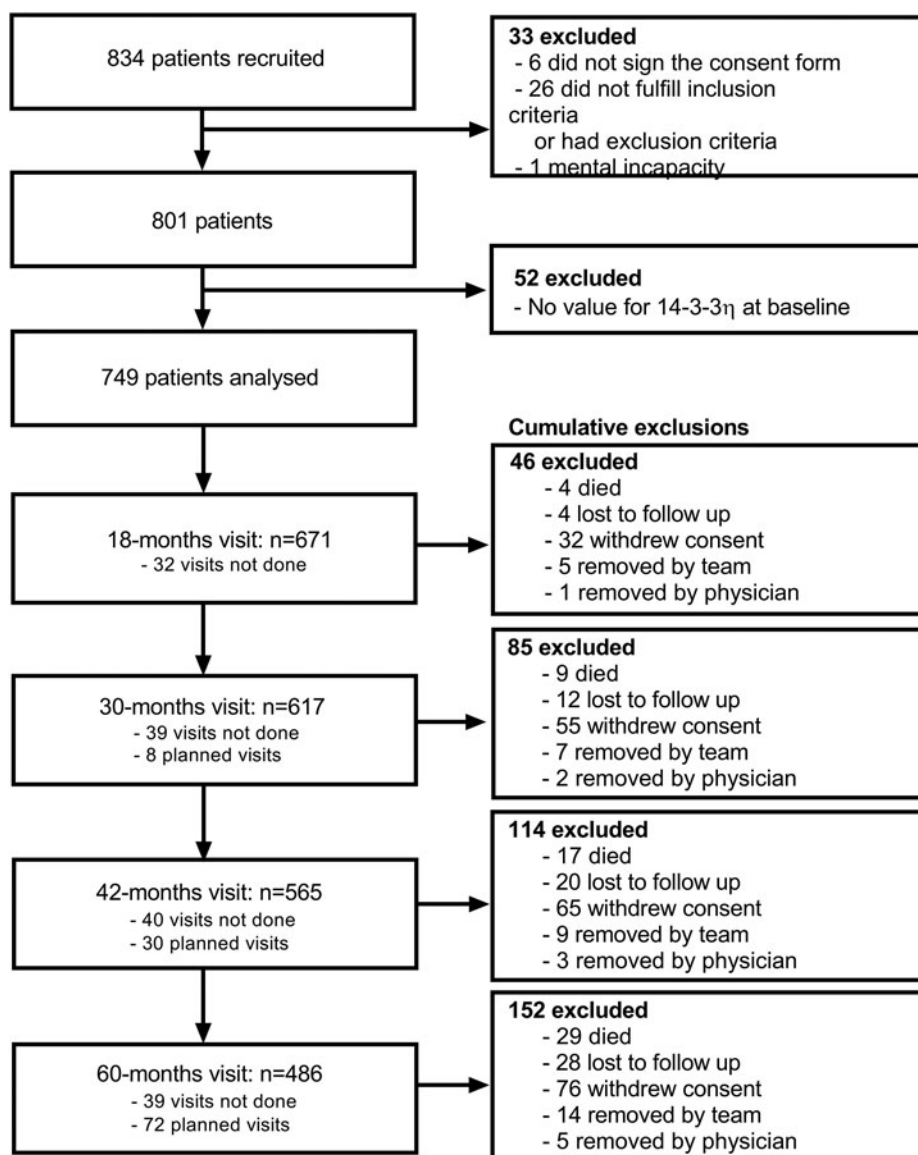 834 patients recruited
33 excluded
- 6 did not sign the consent form
- 26 did not fulfill inclusion
criteria
or had exclusion criteria
- 1 mental incapacity
801 patients
52 excluded
- No value for 14-3-3η at baseline
749 patients analysed
Cumulative exclusions
46 excluded
- 4 died
- 4 lost to follow up
- 32 withdrew consent
- 5 removed by team
- 1 removed by physician
18-months visit: n=671
- 32 visits not done
85 excluded
- 9 died
- 12 lost to follow up
- 55 withdrew consent
- 7 removed by team
- 2 removed by physician
30-months visit: n=617
- 39 visits not done
- 8 planned visits
114 excluded
- 17 died
- 20 lost to follow up
- 65 withdrew consent
- 9 removed by team
- 3 removed by physician
42-months visit: n=565
- 40 visits not done
- 30 planned visits
152 excluded
- 29 died
- 28 lost to follow up
- 76 withdrew consent
- 14 removed by team
- 5 removed by physician
60-months visit: n=486
- 39 visits not done
- 72 planned visits